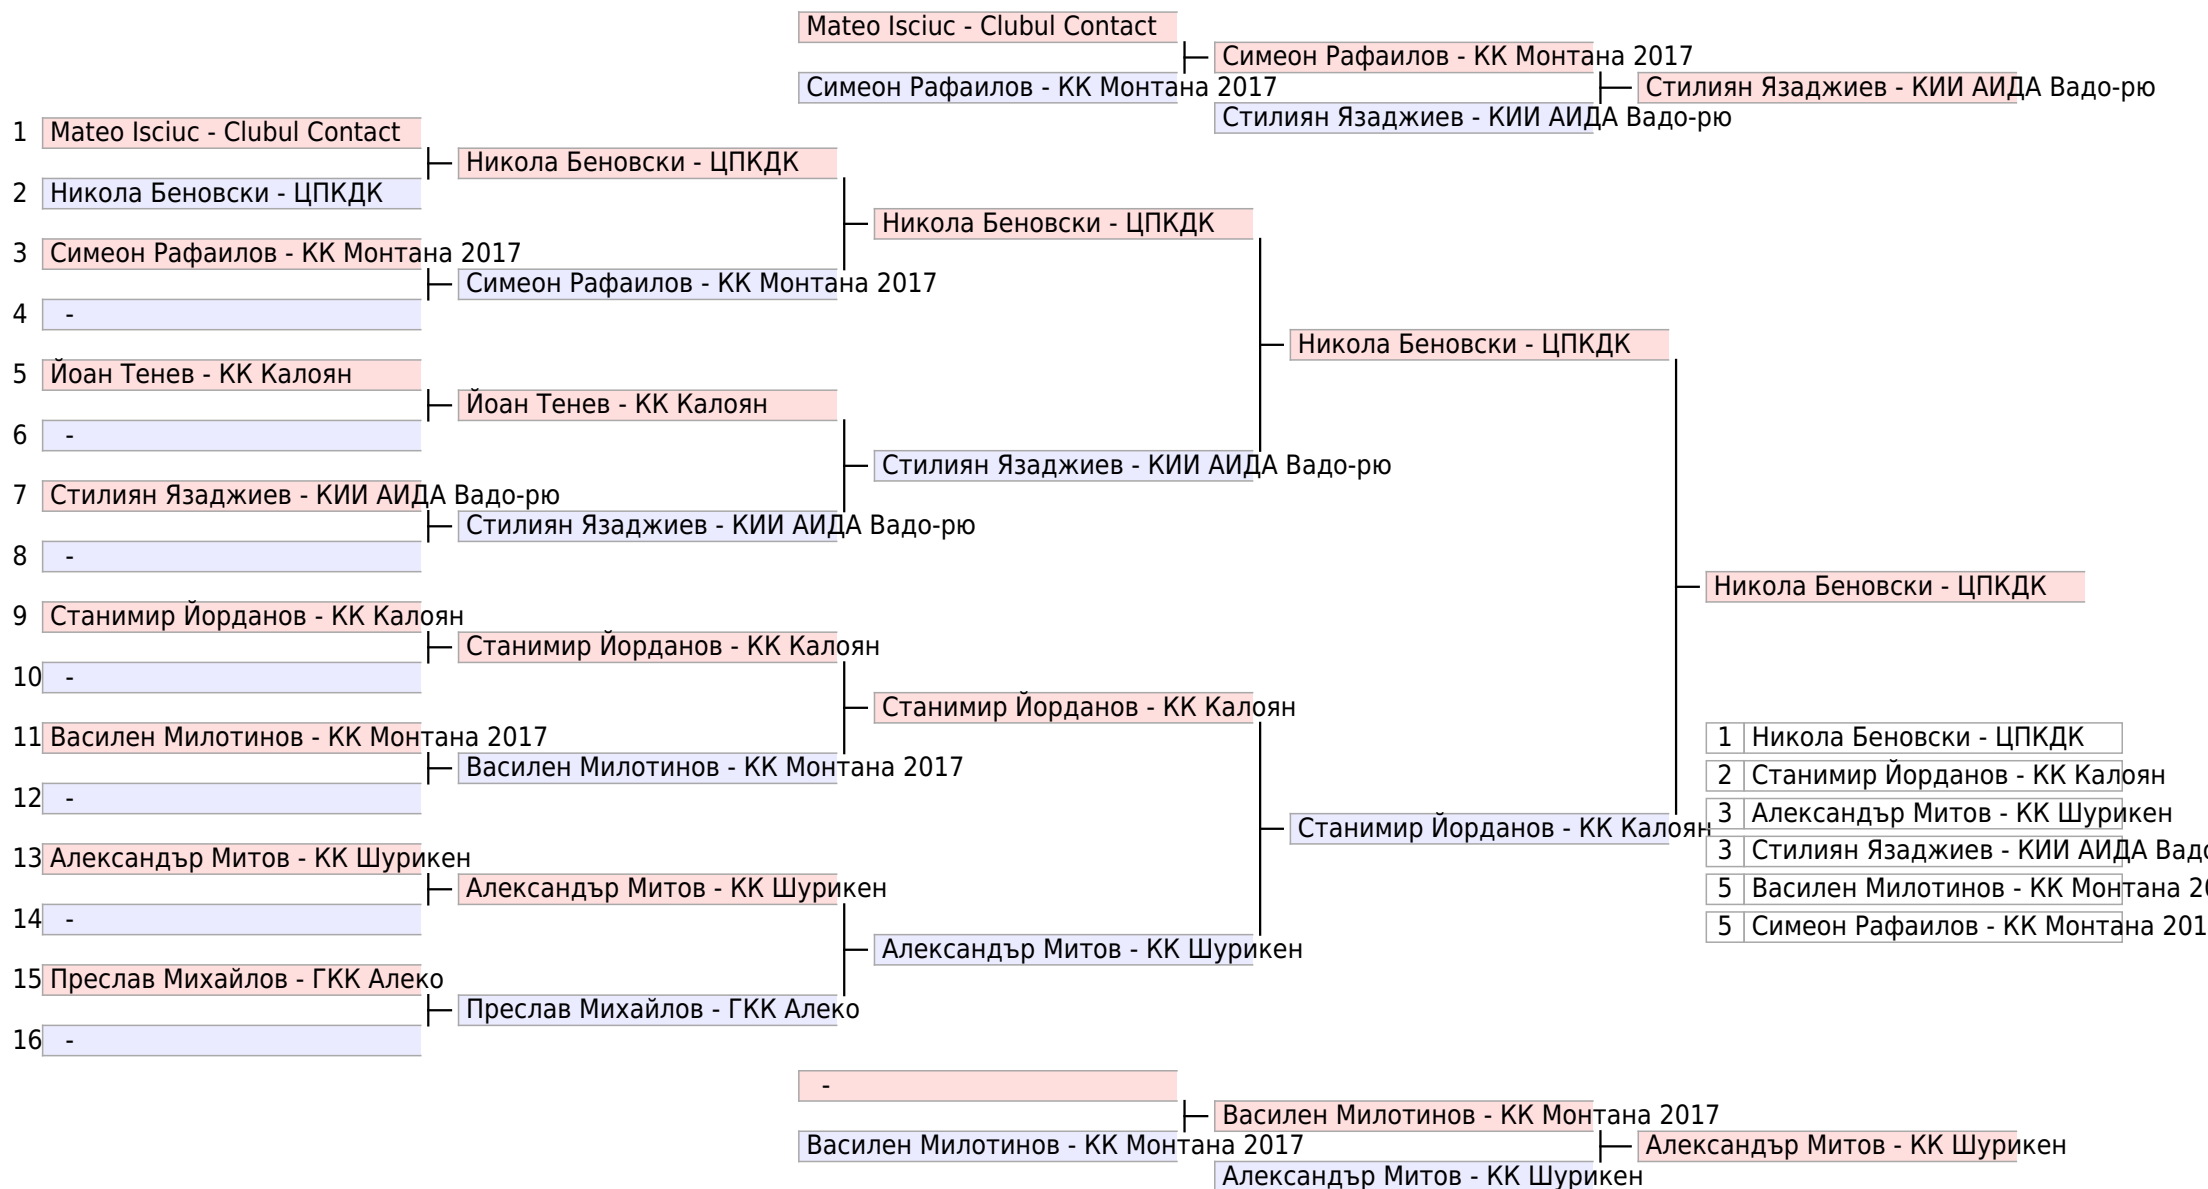 Mateo Isciuc - Clubul Contact
Симеон Рафаилов - КК Монтана 2017
Симеон Рафаилов - КК Монтана 2017
Стилиян Язаджиев - КИИ АИДА Вадо-рю
Стилиян Язаджиев - КИИ АИДА Вадо-рю
1 Mateo Isciuc - Clubul Contact
Никола Беновски - ЦПКДК
2 Никола Беновски - ЦПКДК
Никола Беновски - ЦПКДК
3 Симеон Рафаилов - КК Монтана 2017
Симеон Рафаилов - КК Монтана 2017
4 -
Никола Беновски - ЦПКДК
5 Йоан Тенев - КК Калоян
Йоан Тенев - КК Калоян
6 -
Стилиян Язаджиев - КИИ АИДА Вадо-рю
7 Стилиян Язаджиев - КИИ АИДА Вадо-рю
Стилиян Язаджиев - КИИ АИДА Вадо-рю
8 -
Никола Беновски - ЦПКДК
9 Станимир Йорданов - КК Калоян
Станимир Йорданов - КК Калоян
10 -
Станимир Йорданов - КК Калоян
11 Василен Милотинов - КК Монтана 2017
Василен Милотинов - КК Монтана 2017
12 -
Станимир Йорданов - КК Калоян
13 Александър Митов - КК Шурикен
Александър Митов - КК Шурикен
14 -
Александър Митов - КК Шурикен
15 Преслав Михайлов - ГКК Алеко
Преслав Михайлов - ГКК Алеко
16 -
1 Никола Беновски - ЦПКДК
2 Станимир Йорданов - КК Калоян
3 Александър Митов - КК Шурикен
3 Стилиян Язаджиев - КИИ АИДА
5 Василен Милотинов - КК Монтана
5 Симеон Рафаилов - КК Монтана
-
Василен Милотинов - КК Монтана 2017
Василен Милотинов - КК Монтана 2017
Александър Митов - КК Шурикен
Александър Митов - КК Шурикен